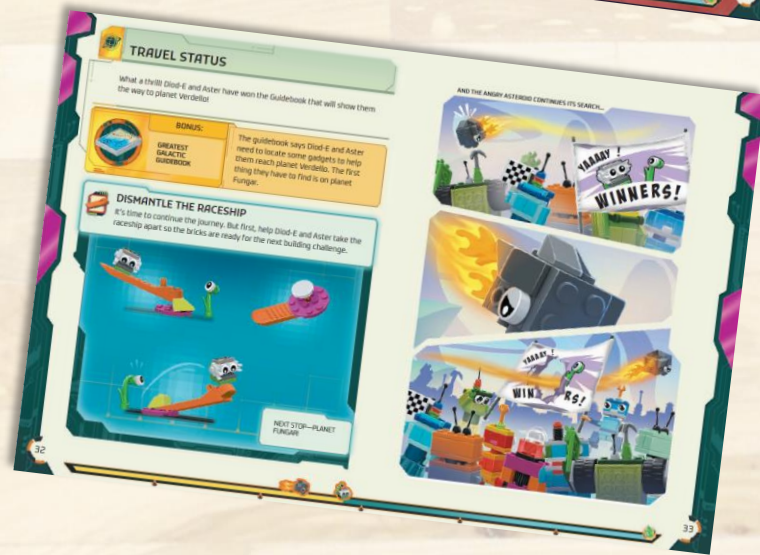 TRAVEL STATUS
What a thrill! Diod-E and Aster have won the Guidebook that will show them
the way to planet Verdello!
BONUS:
GREATEST
GALACTIC
GUIDEBOOK
The guidebook says Diod-E and Aster
need to locate some gadgets to help
them reach planet Verdello. The first
thing they have to find is on planet
Fungar.
DISMANTLE THE RACESHIP
It's time to continue the journey. But first, help Diod-E and Aster take the
raceship apart so the bricks are ready for the next building challenge.
NEXT STOP—PLANET
FUNGAR!
32
AND THE ANGRY ASTEROID CONTINUES ITS SEARCH...
YAAAAY!
WINNERS!
YAAAAY!
WIN RS!
33